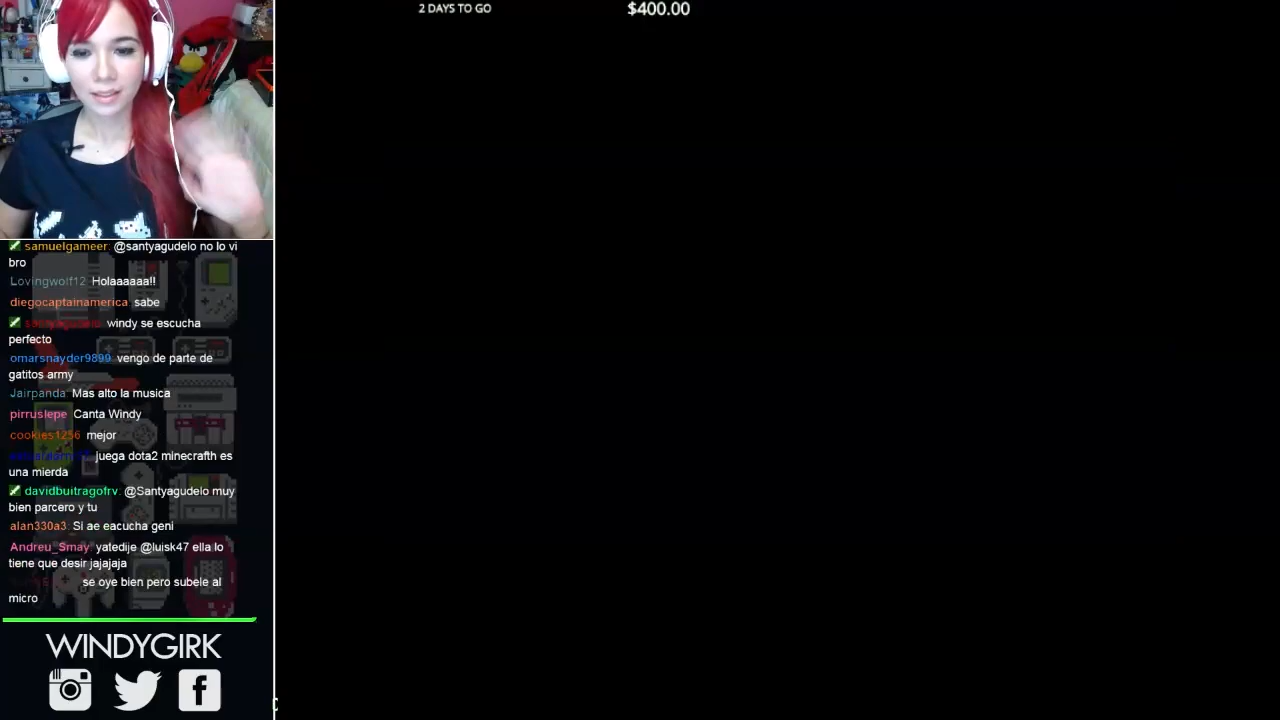 2 DAYS TO GO $400.00
samuelgameer: @santyagudelo no lo vi
bro
Lovingwolf12: Holaaaaaa!!
diegocaptainamerica: sabe
windy se escucha
perfecto
omarsnayder9899: vengo de parte de
gatitos army
Jairpanda: Mas alto la musica
pirruslepe: Canta Windy
cookies1256: mejor
juega dota2 minecrafth es
una mierda
davidbuitragofrv: @Santyagudelo muy
bien parcero y tu
alan330a3: Si ae eacucha geni
Andreu_Smay: yatedije @luisk47 ella lo
tiene que desir jajajaja
se oye bien pero subele al
micro
WINDYGIRK